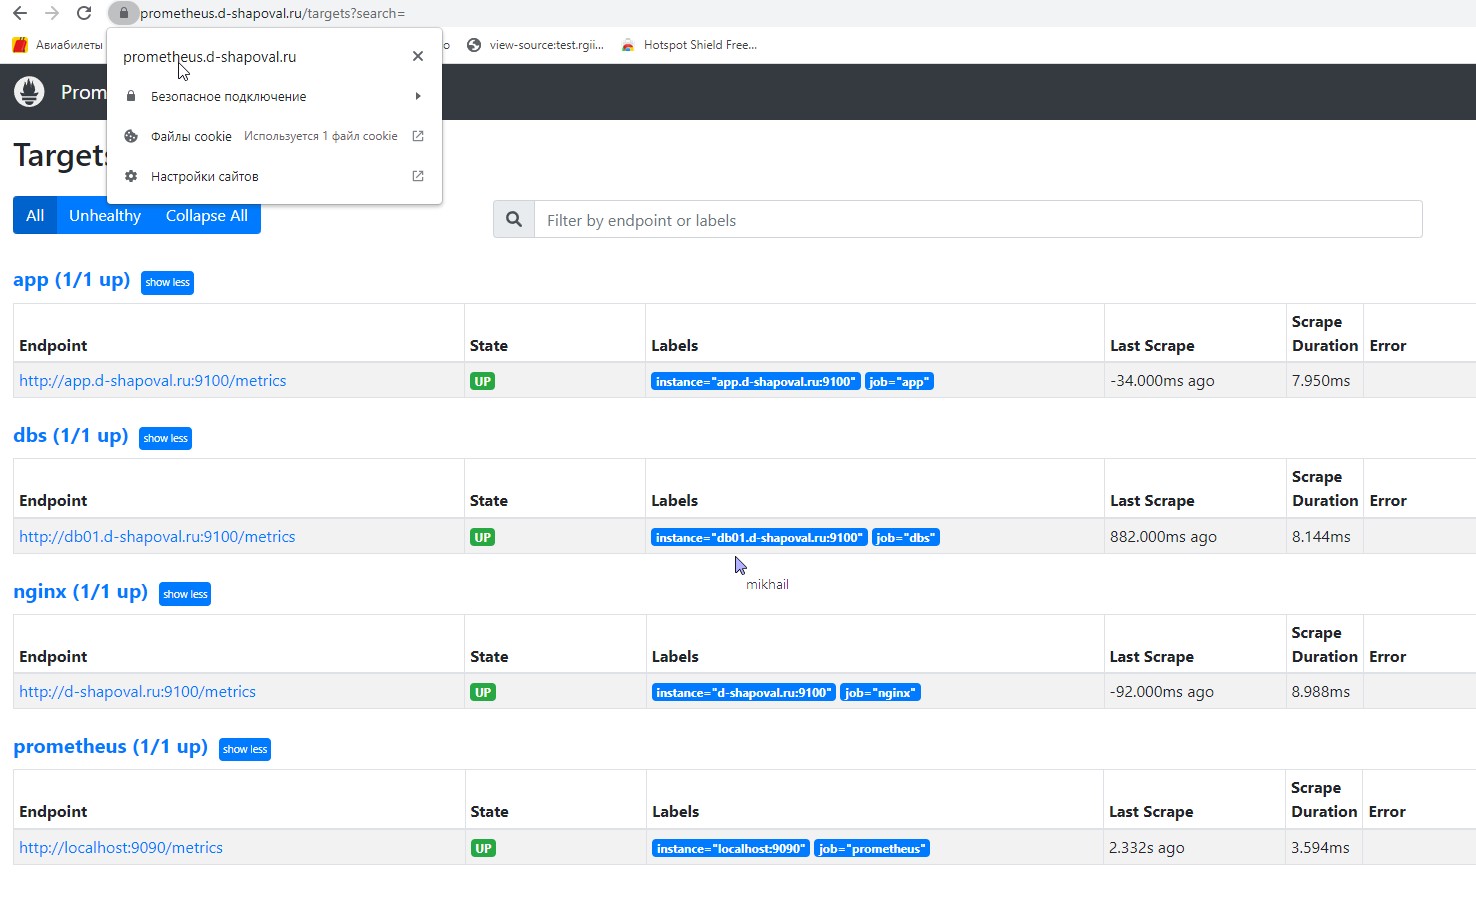 prometheus.d-shapoval.ru/targets?search=
Авиабилеты
о view-source:test.rgii... Hotspot Shield Free...
prometheus.d-shapoval.ru
Безопасное подключение
Файлы cookie Используется 1 файл cookie
Настройки сайтов
Prom
Targets
All Unhealthy Collapse All
Filter by endpoint or labels
app (1/1 up) show less
Endpoint State Labels Last Scrape Scrape Duration Error
http://app.d-shapoval.ru:9100/metrics UP instance="app.d-shapoval.ru:9100" job="app" -34.000ms ago 7.950ms
dbs (1/1 up) show less
Endpoint State Labels Last Scrape Scrape Duration Error
http://db01.d-shapoval.ru:9100/metrics UP instance="db01.d-shapoval.ru:9100" job="dbs" 882.000ms ago 8.144ms
mikhail
nginx (1/1 up) show less
Endpoint State Labels Last Scrape Scrape Duration Error
http://d-shapoval.ru:9100/metrics UP instance="d-shapoval.ru:9100" job="nginx" -92.000ms ago 8.988ms
prometheus (1/1 up) show less
Endpoint State Labels Last Scrape Scrape Duration Error
http://localhost:9090/metrics UP instance="localhost:9090" job="prometheus" 2.332s ago 3.594ms